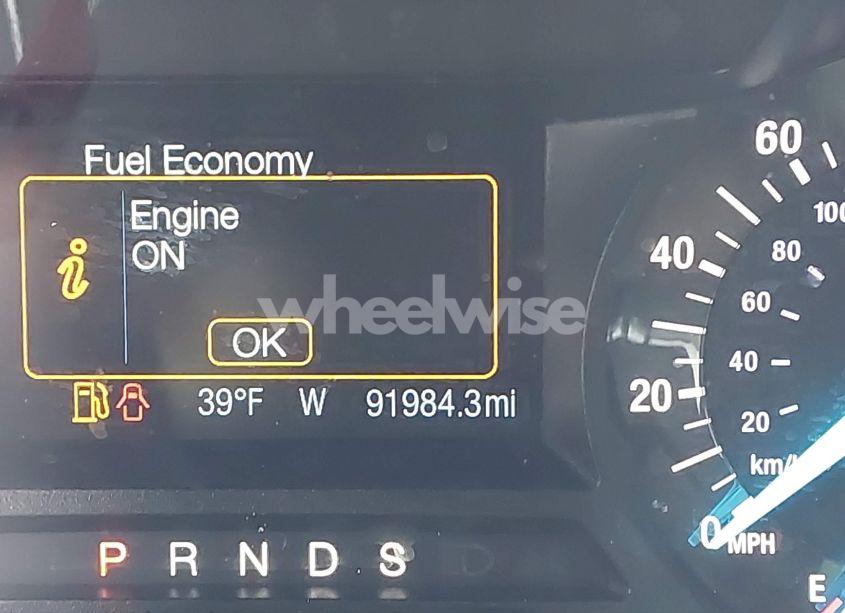 Fuel Economy
Engine
ON
OK
wheelwise
39°F W 91984.3mi
P R N D S
60
40
20
0 MPH
100
80
60
40
20
km/
E